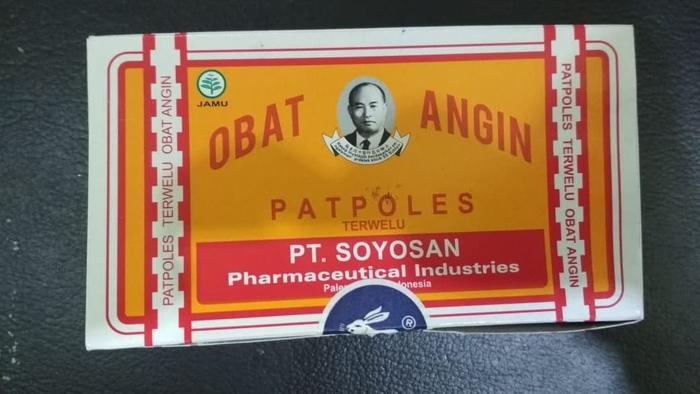 JAMU
OBAT ANGIN
PATPOLES
TERWELU
PT. SOYOSAN
Pharmaceutical Industries
PATPOLES TERWELU OBAT ANGIN
PATPOLES TERWELU OBAT ANGIN
®